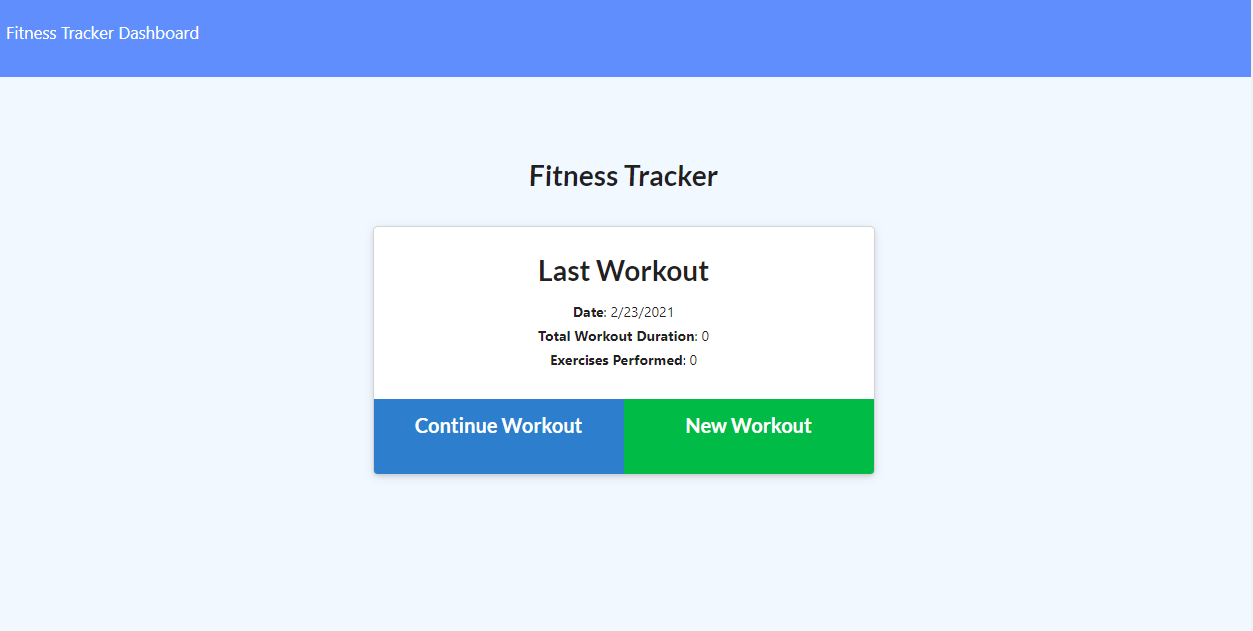 Fitness Tracker Dashboard
Fitness Tracker
Last Workout
Date: 2/23/2021
Total Workout Duration: 0
Exercises Performed: 0
Continue Workout
New Workout